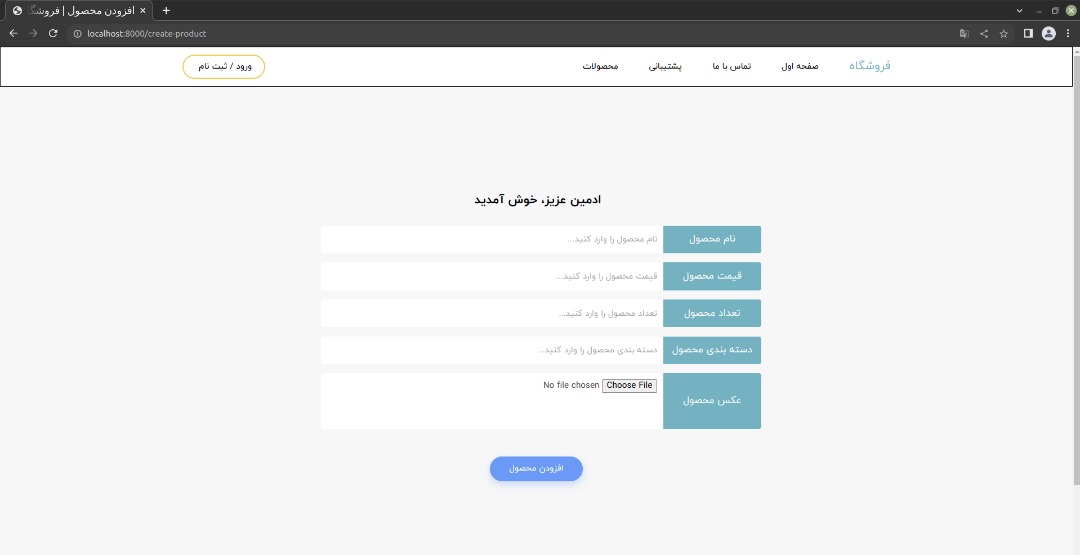 افزودن محصول | فروشگ
localhost:8000/create-product
فروشگاه صفحه اول تماس با ما پشتیبانی محصولات ورود / ثبت نام
ادمین عزیز، خوش آمدید
نام محصول نام محصول را وارد کنید...
قیمت محصول قیمت محصول را وارد کنید...
تعداد محصول تعداد محصول را وارد کنید...
دسته بندی محصول دسته بندی محصول را وارد کنید...
عکس محصول Choose File No file chosen
افزودن محصول